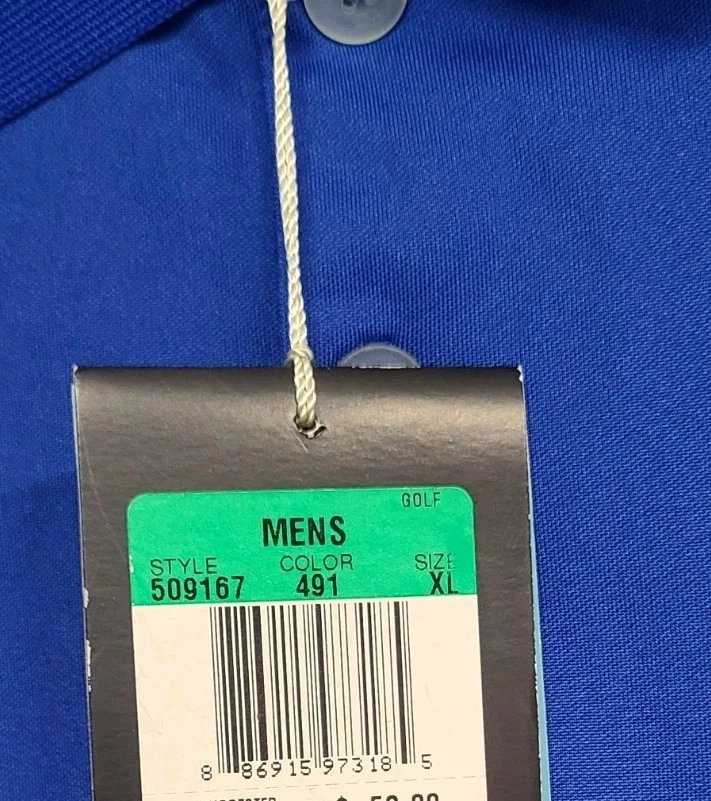 GOLF
MENS
STYLE COLOR SIZE
509167 491 XL
8 86915 97318 5
$